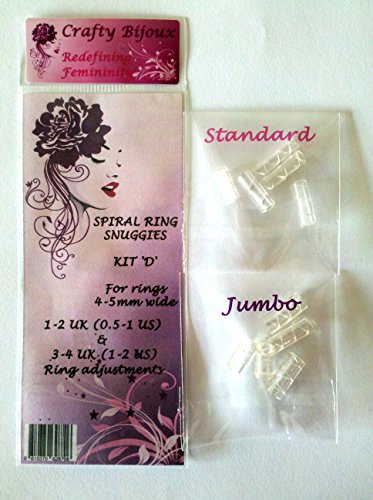 Crafty Bijoux
Redefining
Femininity
SPIRAL RING
SNUGGIES
KIT 'D'
For rings
4-5mm wide
1-2 UK (0.5-1 US)
&
3-4 UK (1-2 US)
Ring adjustments
Standard
Jumbo